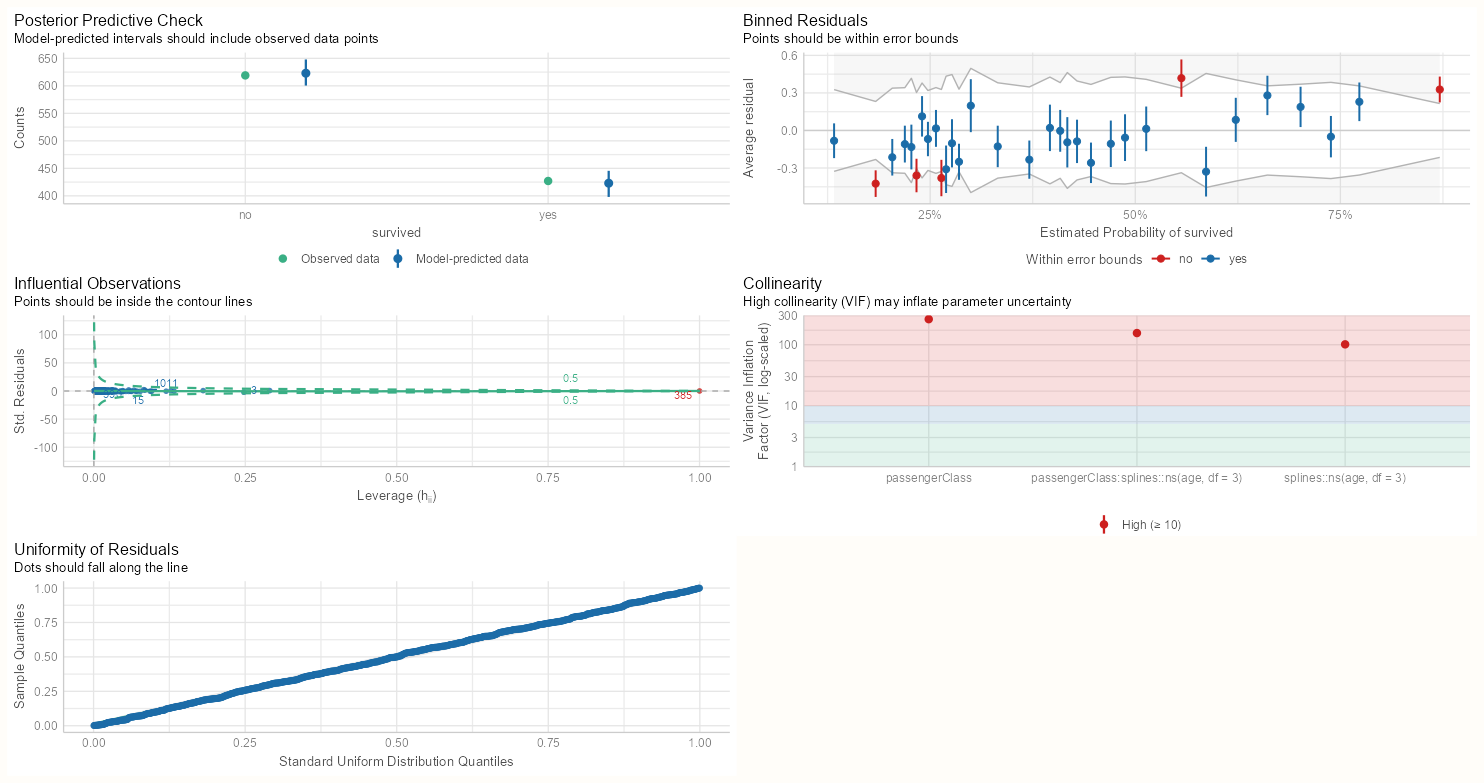 Posterior Predictive Check
Model-predicted intervals should include observed data points
650
600
550
500
450
400
Counts
no
yes
survived
Observed data
Model-predicted data
Binned Residuals
Points should be within error bounds
0.6
0.3
0.0
-0.3
Average residual
25%
50%
75%
Estimated Probability of survived
Within error bounds
no
yes
Influential Observations
Points should be inside the contour lines
100
50
0
-50
-100
Std. Residuals
1011
15
3
0.5
0.5
385
0.00
0.25
0.50
0.75
1.00
Leverage (hᵢᵢ)
Collinearity
High collinearity (VIF) may inflate parameter uncertainty
300
100
30
10
3
1
Variance Inflation
Factor (VIF, log-scaled)
passengerClass
passengerClass:splines::ns(age, df = 3)
splines::ns(age, df = 3)
High (≥ 10)
Uniformity of Residuals
Dots should fall along the line
1.00
0.75
0.50
0.25
0.00
Sample Quantiles
0.00
0.25
0.50
0.75
1.00
Standard Uniform Distribution Quantiles